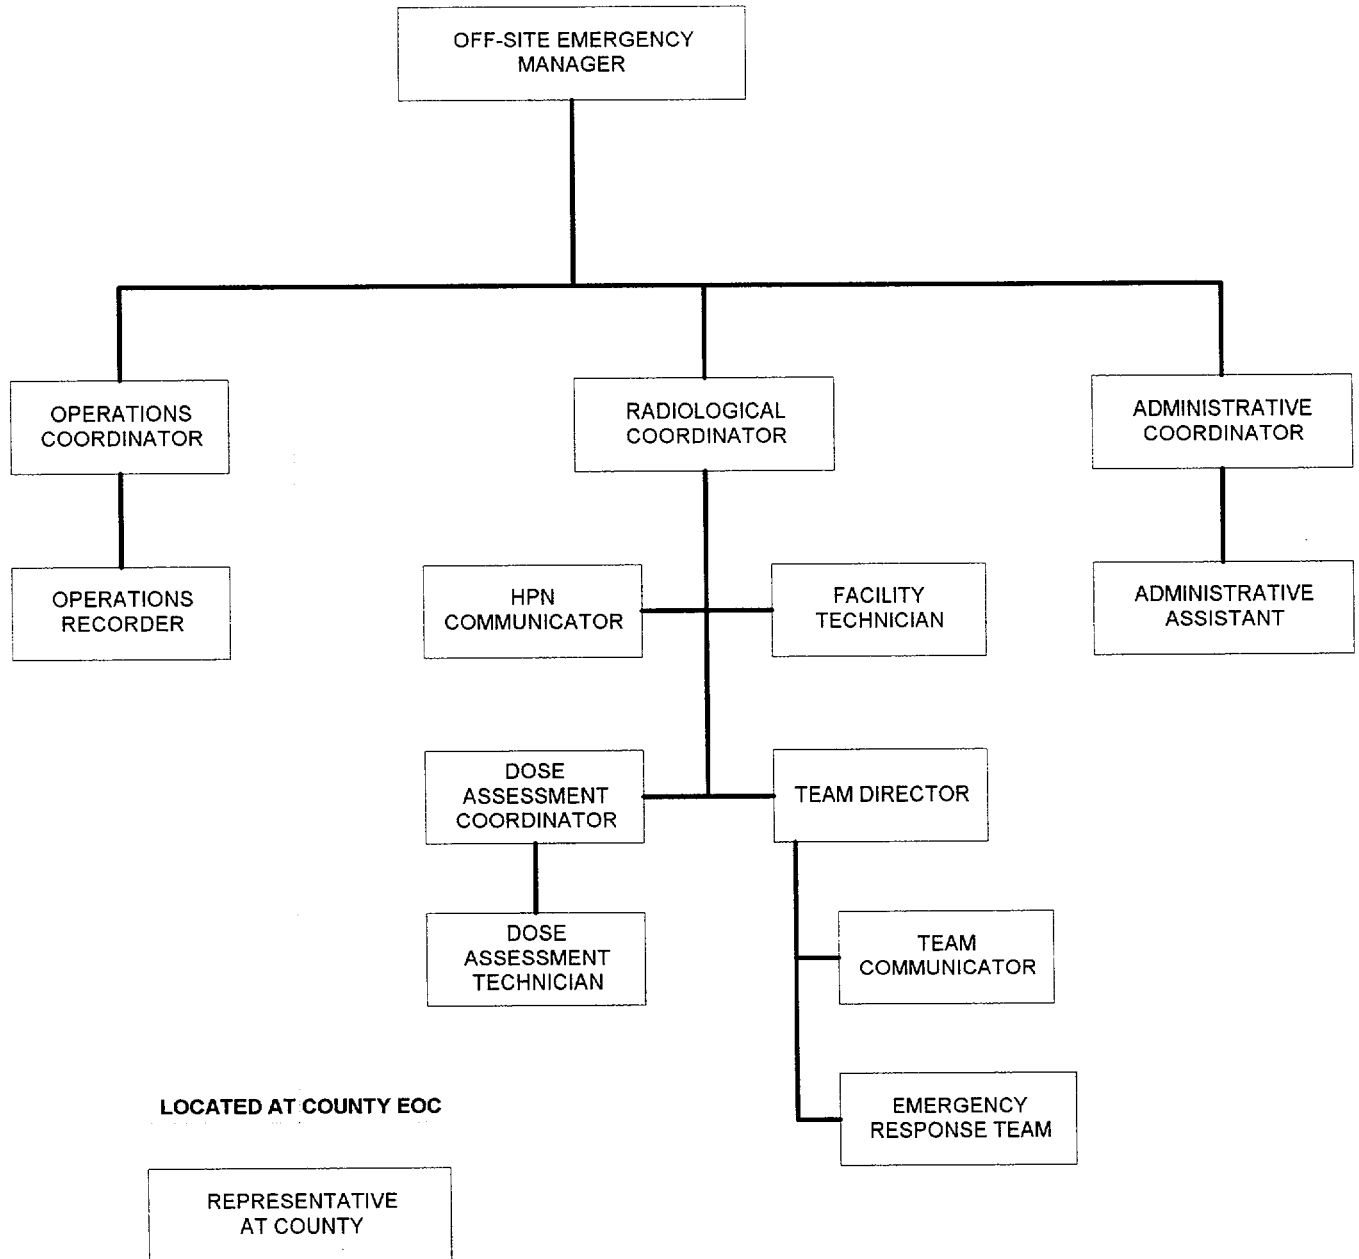 OFF-SITE EMERGENCY
MANAGER
OPERATIONS
COORDINATOR
RADIOLOGICAL
COORDINATOR
ADMINISTRATIVE
COORDINATOR
OPERATIONS
RECORDER
HPN
COMMUNICATOR
FACILITY
TECHNICIAN
ADMINISTRATIVE
ASSISTANT
DOSE
ASSESSMENT
COORDINATOR
TEAM DIRECTOR
DOSE
ASSESSMENT
TECHNICIAN
TEAM
COMMUNICATOR
EMERGENCY
RESPONSE TEAM
LOCATED AT COUNTY EOC
REPRESENTATIVE
AT COUNTY